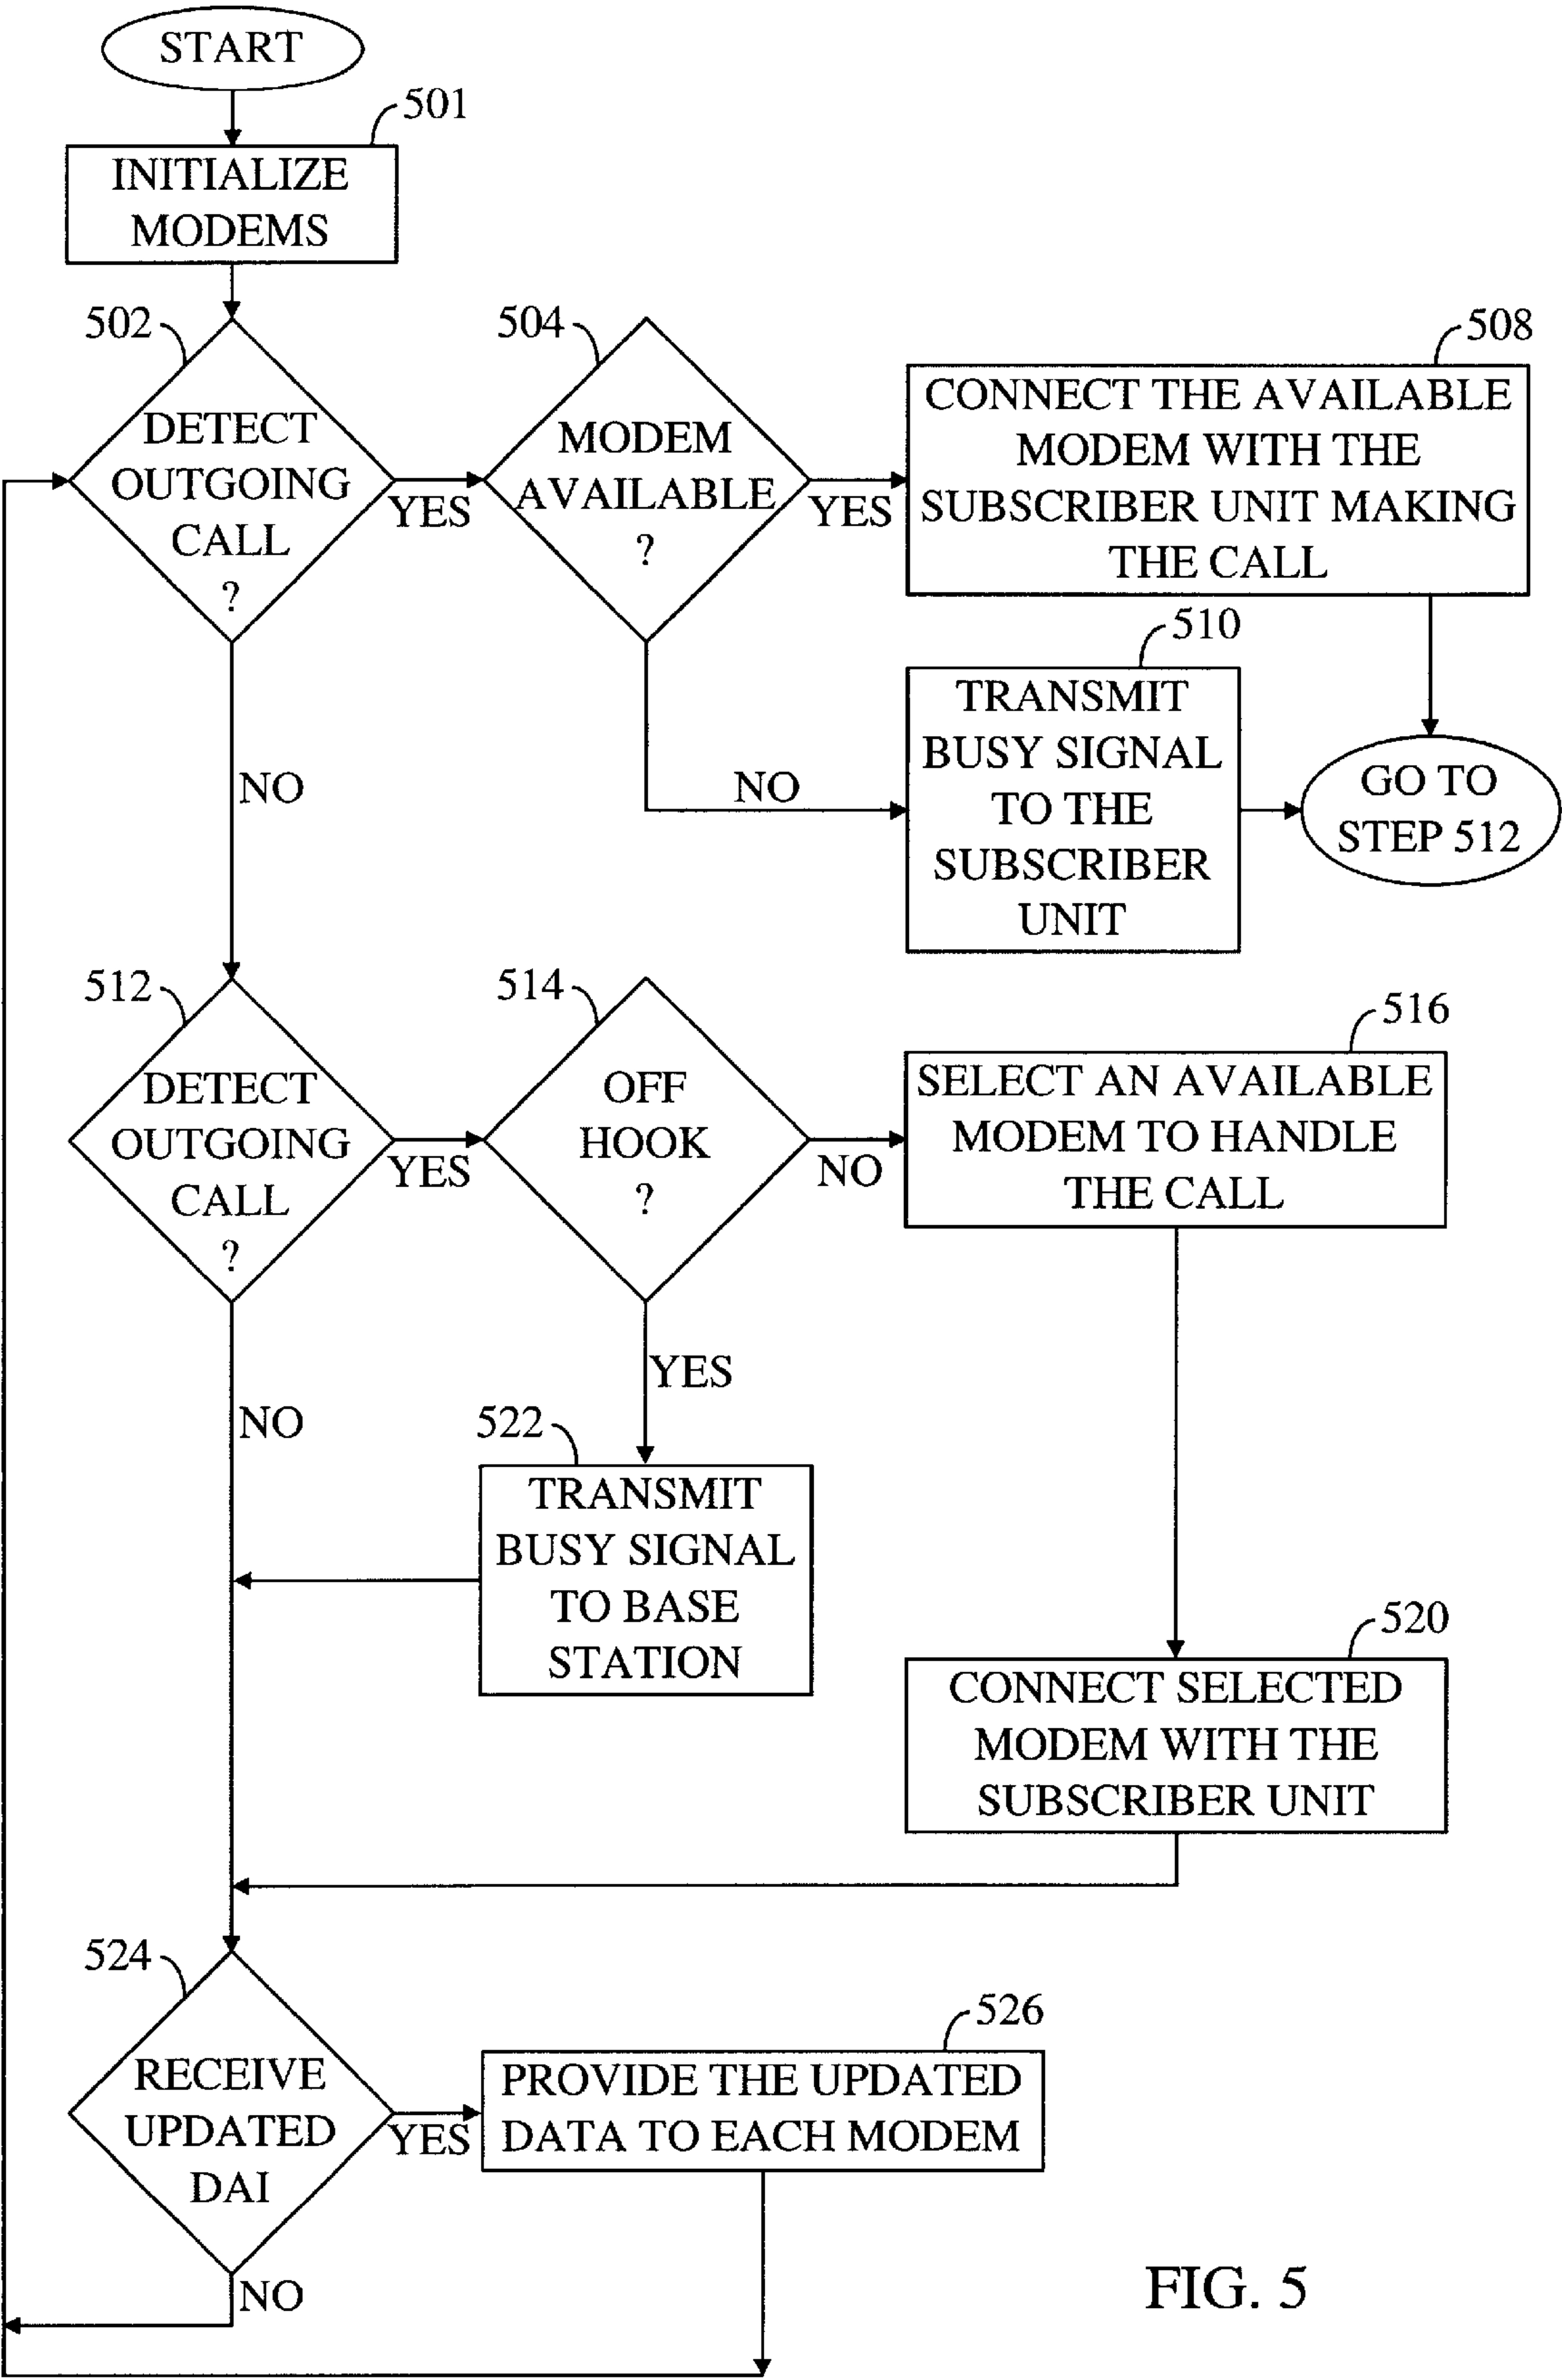 START
501
INITIALIZE
MODEMS
502
DETECT
OUTGOING
CALL
?
YES
NO
504
MODEM
AVAILABLE
?
YES
NO
508
CONNECT THE AVAILABLE
MODEM WITH THE
SUBSCRIBER UNIT MAKING
THE CALL
510
TRANSMIT
BUSY SIGNAL
TO THE
SUBSCRIBER
UNIT
GO TO
STEP 512
512
DETECT
OUTGOING
CALL
?
YES
NO
514
OFF
HOOK
?
NO
YES
516
SELECT AN AVAILABLE
MODEM TO HANDLE
THE CALL
522
TRANSMIT
BUSY SIGNAL
TO BASE
STATION
520
CONNECT SELECTED
MODEM WITH THE
SUBSCRIBER UNIT
524
RECEIVE
UPDATED
DAI
YES
NO
526
PROVIDE THE UPDATED
DATA TO EACH MODEM
FIG. 5